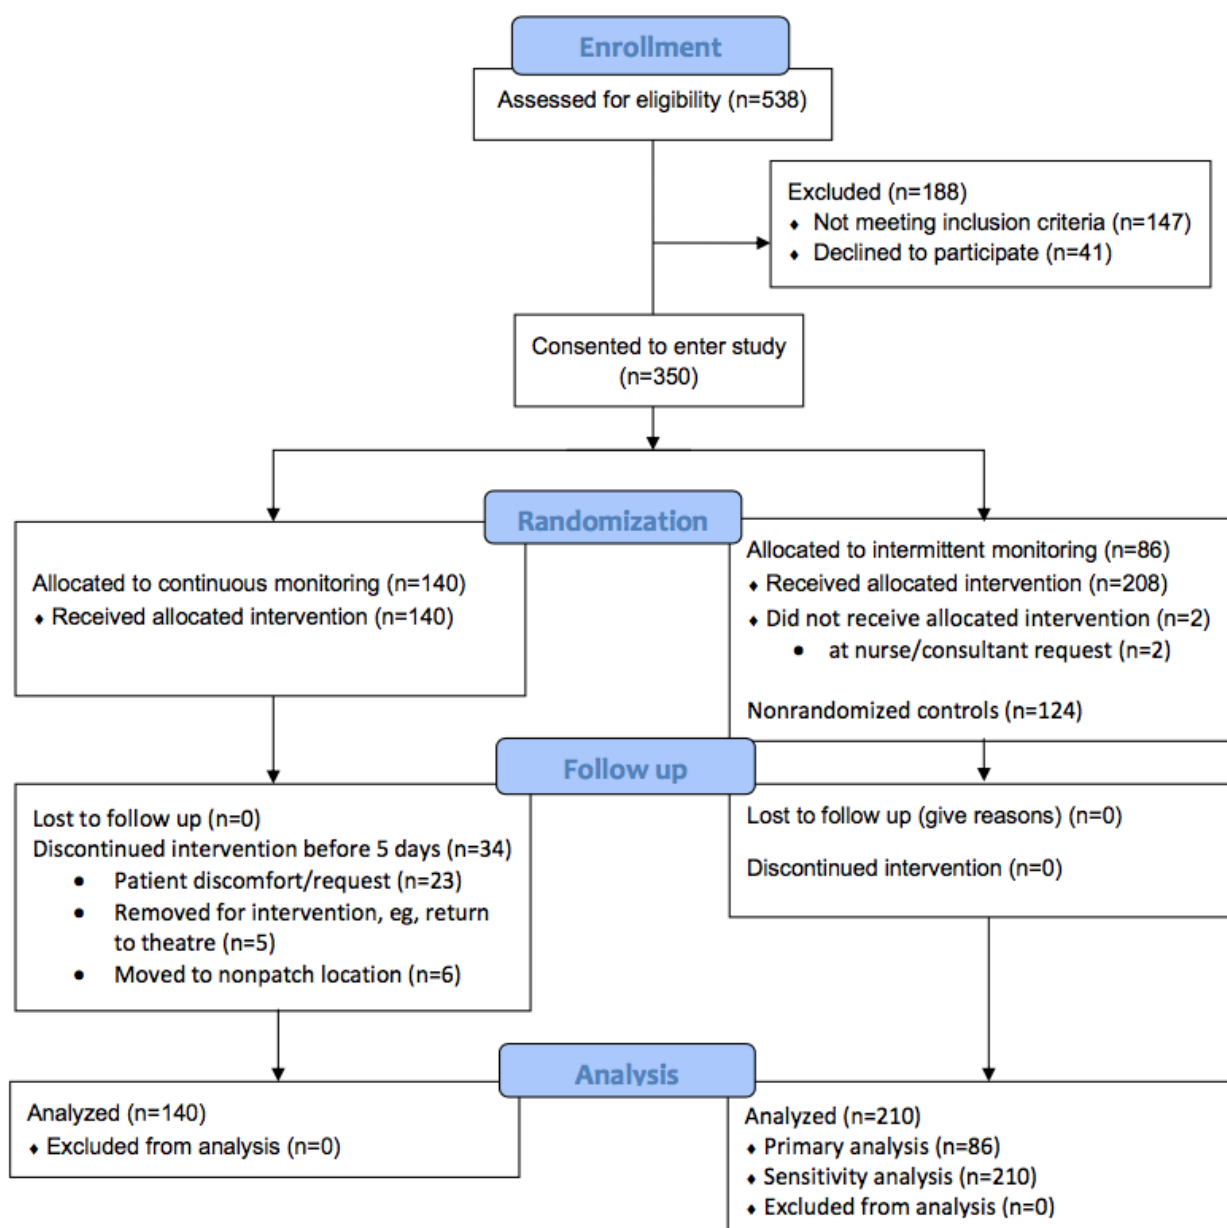 Enrollment
Assessed for eligibility (n=538)
Excluded (n=188)
♦ Not meeting inclusion criteria (n=147)
♦ Declined to participate (n=41)
Consented to enter study
(n=350)
Randomization
Allocated to continuous monitoring (n=140)
♦ Received allocated intervention (n=140)
Allocated to intermittent monitoring (n=86)
♦ Received allocated intervention (n=208)
♦ Did not receive allocated intervention (n=2)
• at nurse/consultant request (n=2)
Nonrandomized controls (n=124)
Follow up
Lost to follow up (n=0)
Discontinued intervention before 5 days (n=34)
• Patient discomfort/request (n=23)
• Removed for intervention, eg, return
to theatre (n=5)
• Moved to nonpatch location (n=6)
Lost to follow up (give reasons) (n=0)
Discontinued intervention (n=0)
Analysis
Analyzed (n=140)
♦ Excluded from analysis (n=0)
Analyzed (n=210)
♦ Primary analysis (n=86)
♦ Sensitivity analysis (n=210)
♦ Excluded from analysis (n=0)